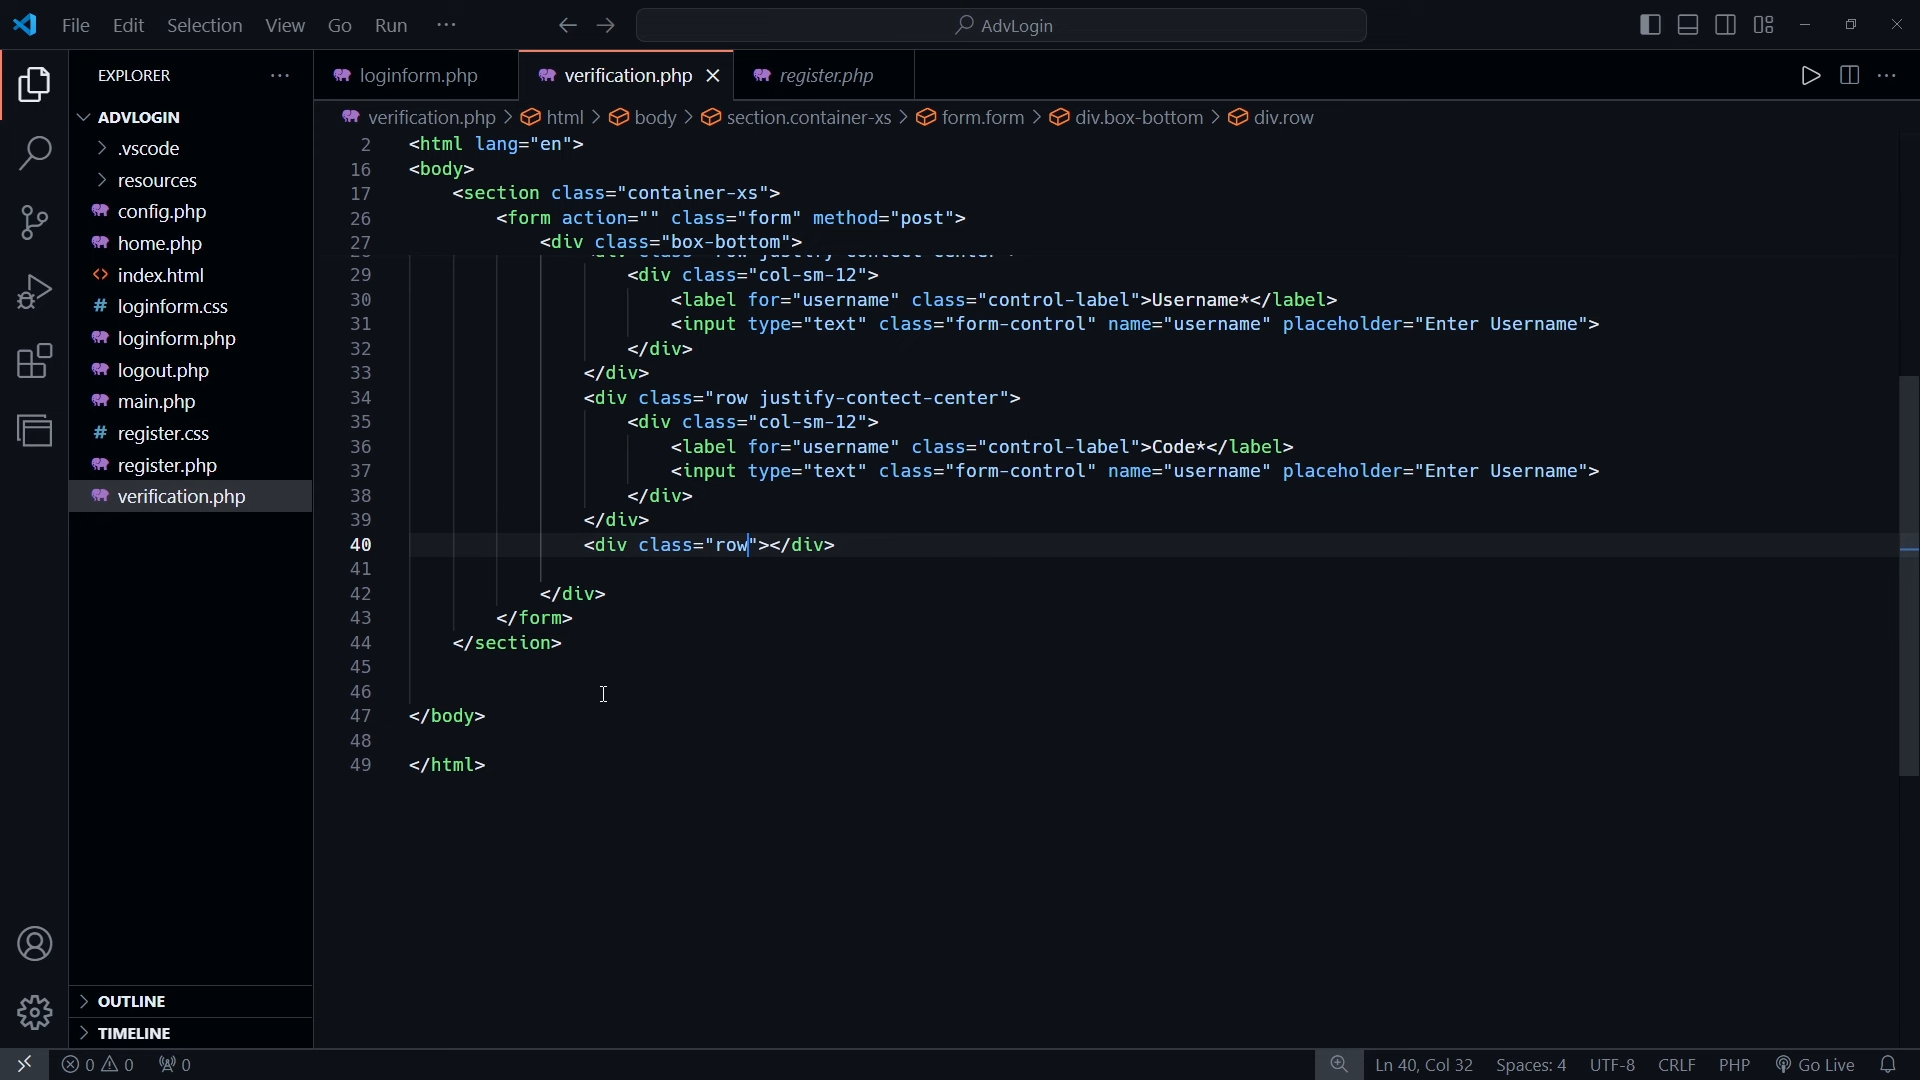 File Edit Selection View Go Run ··· AdvLogin
EXPLORER ···
loginform.php verification.php register.php
verification.php > html > body > section.container-xs > form.form > div.box-bottom > div.row
ADVLOGIN
.vscode
resources
config.php
home.php
index.html
loginform.css
loginform.php
logout.php
main.php
register.css
register.php
verification.php
OUTLINE
TIMELINE
2 <html lang="en">
16 <body>
17 <section class="container-xs">
26 <form action="" class="form" method="post">
27 <div class="box-bottom">
29 <div class="col-sm-12">
30 <label for="username" class="control-label">Username*</label>
31 <input type="text" class="form-control" name="username" placeholder="Enter Username">
32 </div>
33 </div>
34 <div class="row justify-contect-center">
35 <div class="col-sm-12">
36 <label for="username" class="control-label">Code*</label>
37 <input type="text" class="form-control" name="username" placeholder="Enter Username">
38 </div>
39 </div>
40 <div class="row"></div>
41
42 </div>
43 </form>
44 </section>
45
46
47 </body>
48
49 </html>
0 0 0 Ln 40, Col 32 Spaces: 4 UTF-8 CRLF PHP Go Live